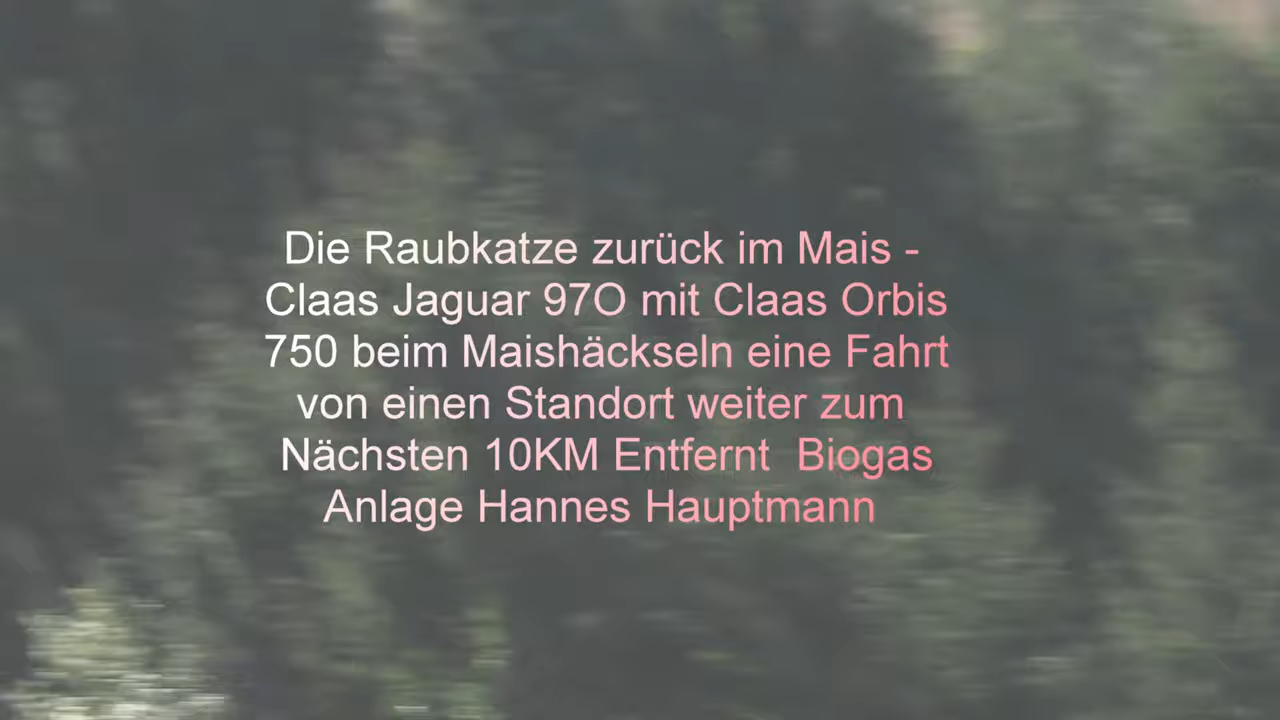 Die Raubkatze zurück im Mais -
Claas Jaguar 97O mit Claas Orbis
750 beim Maishäckseln eine Fahrt
von einen Standort weiter zum
Nächsten 10KM Entfernt  Biogas
Anlage Hannes Hauptmann